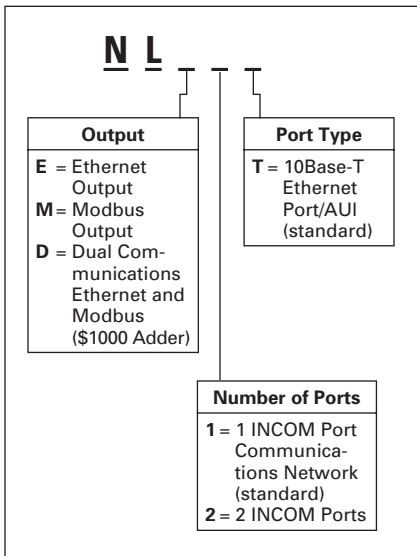 N L _ _ _
Output
E = Ethernet
Output
M = Modbus
Output
D = Dual Com-
munications
Ethernet and
Modbus
($1000 Adder)
Port Type
T = 10Base-T
Ethernet
Port/AUI
(standard)
Number of Ports
1 = 1 INCOM Port
Communica-
tions Network
(standard)
2 = 2 INCOM Ports